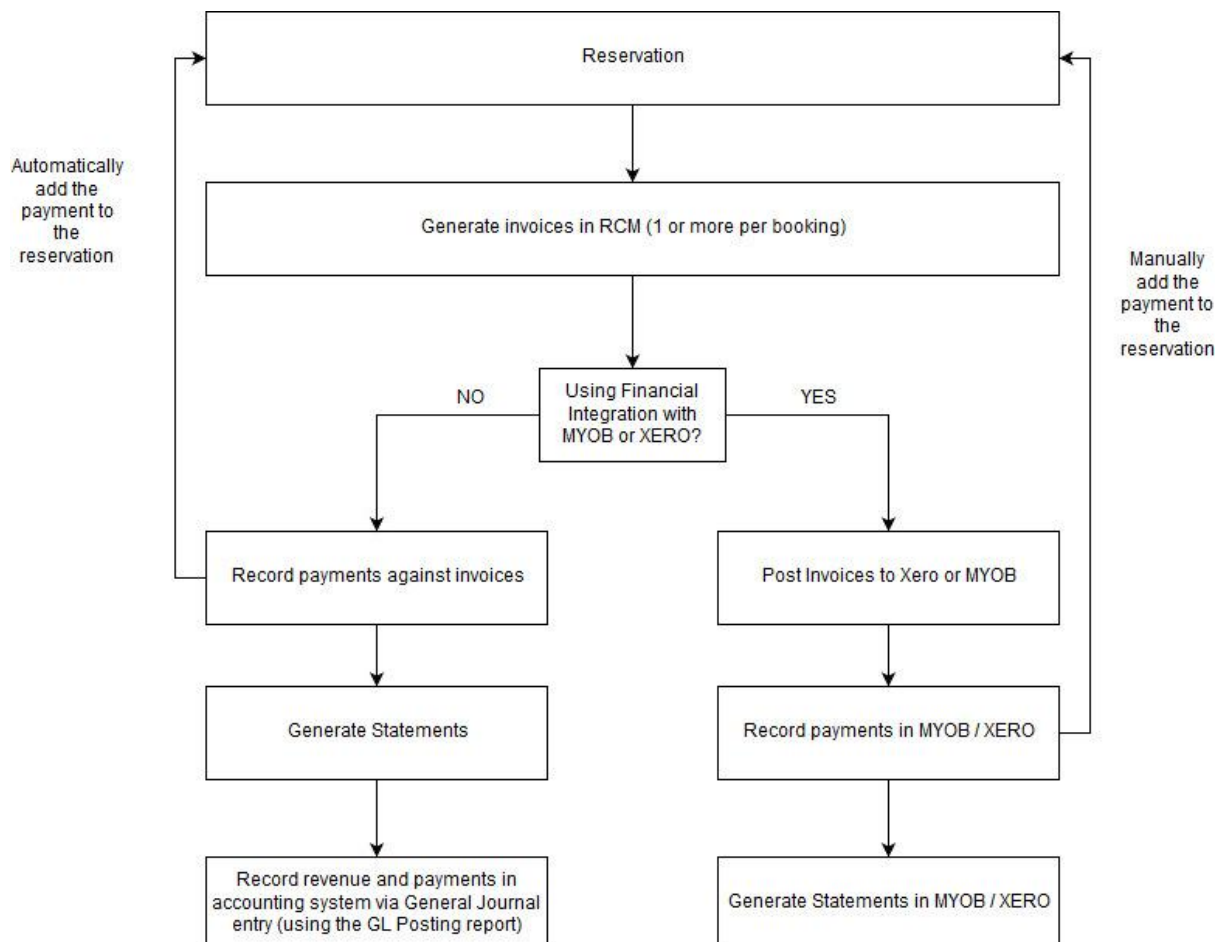 Reservation
Automatically
add the
payment to
the
reservation
Generate invoices in RCM (1 or more per booking)
Manually
add the
payment to
the
reservation
Using Financial
Integration with
MYOB or XERO?
NO
YES
Record payments against invoices
Post Invoices to Xero or MYOB
Generate Statements
Record payments in MYOB / XERO
Record revenue and payments in
accounting system via General Journal
entry (using the GL Posting report)
Generate Statements in MYOB / XERO